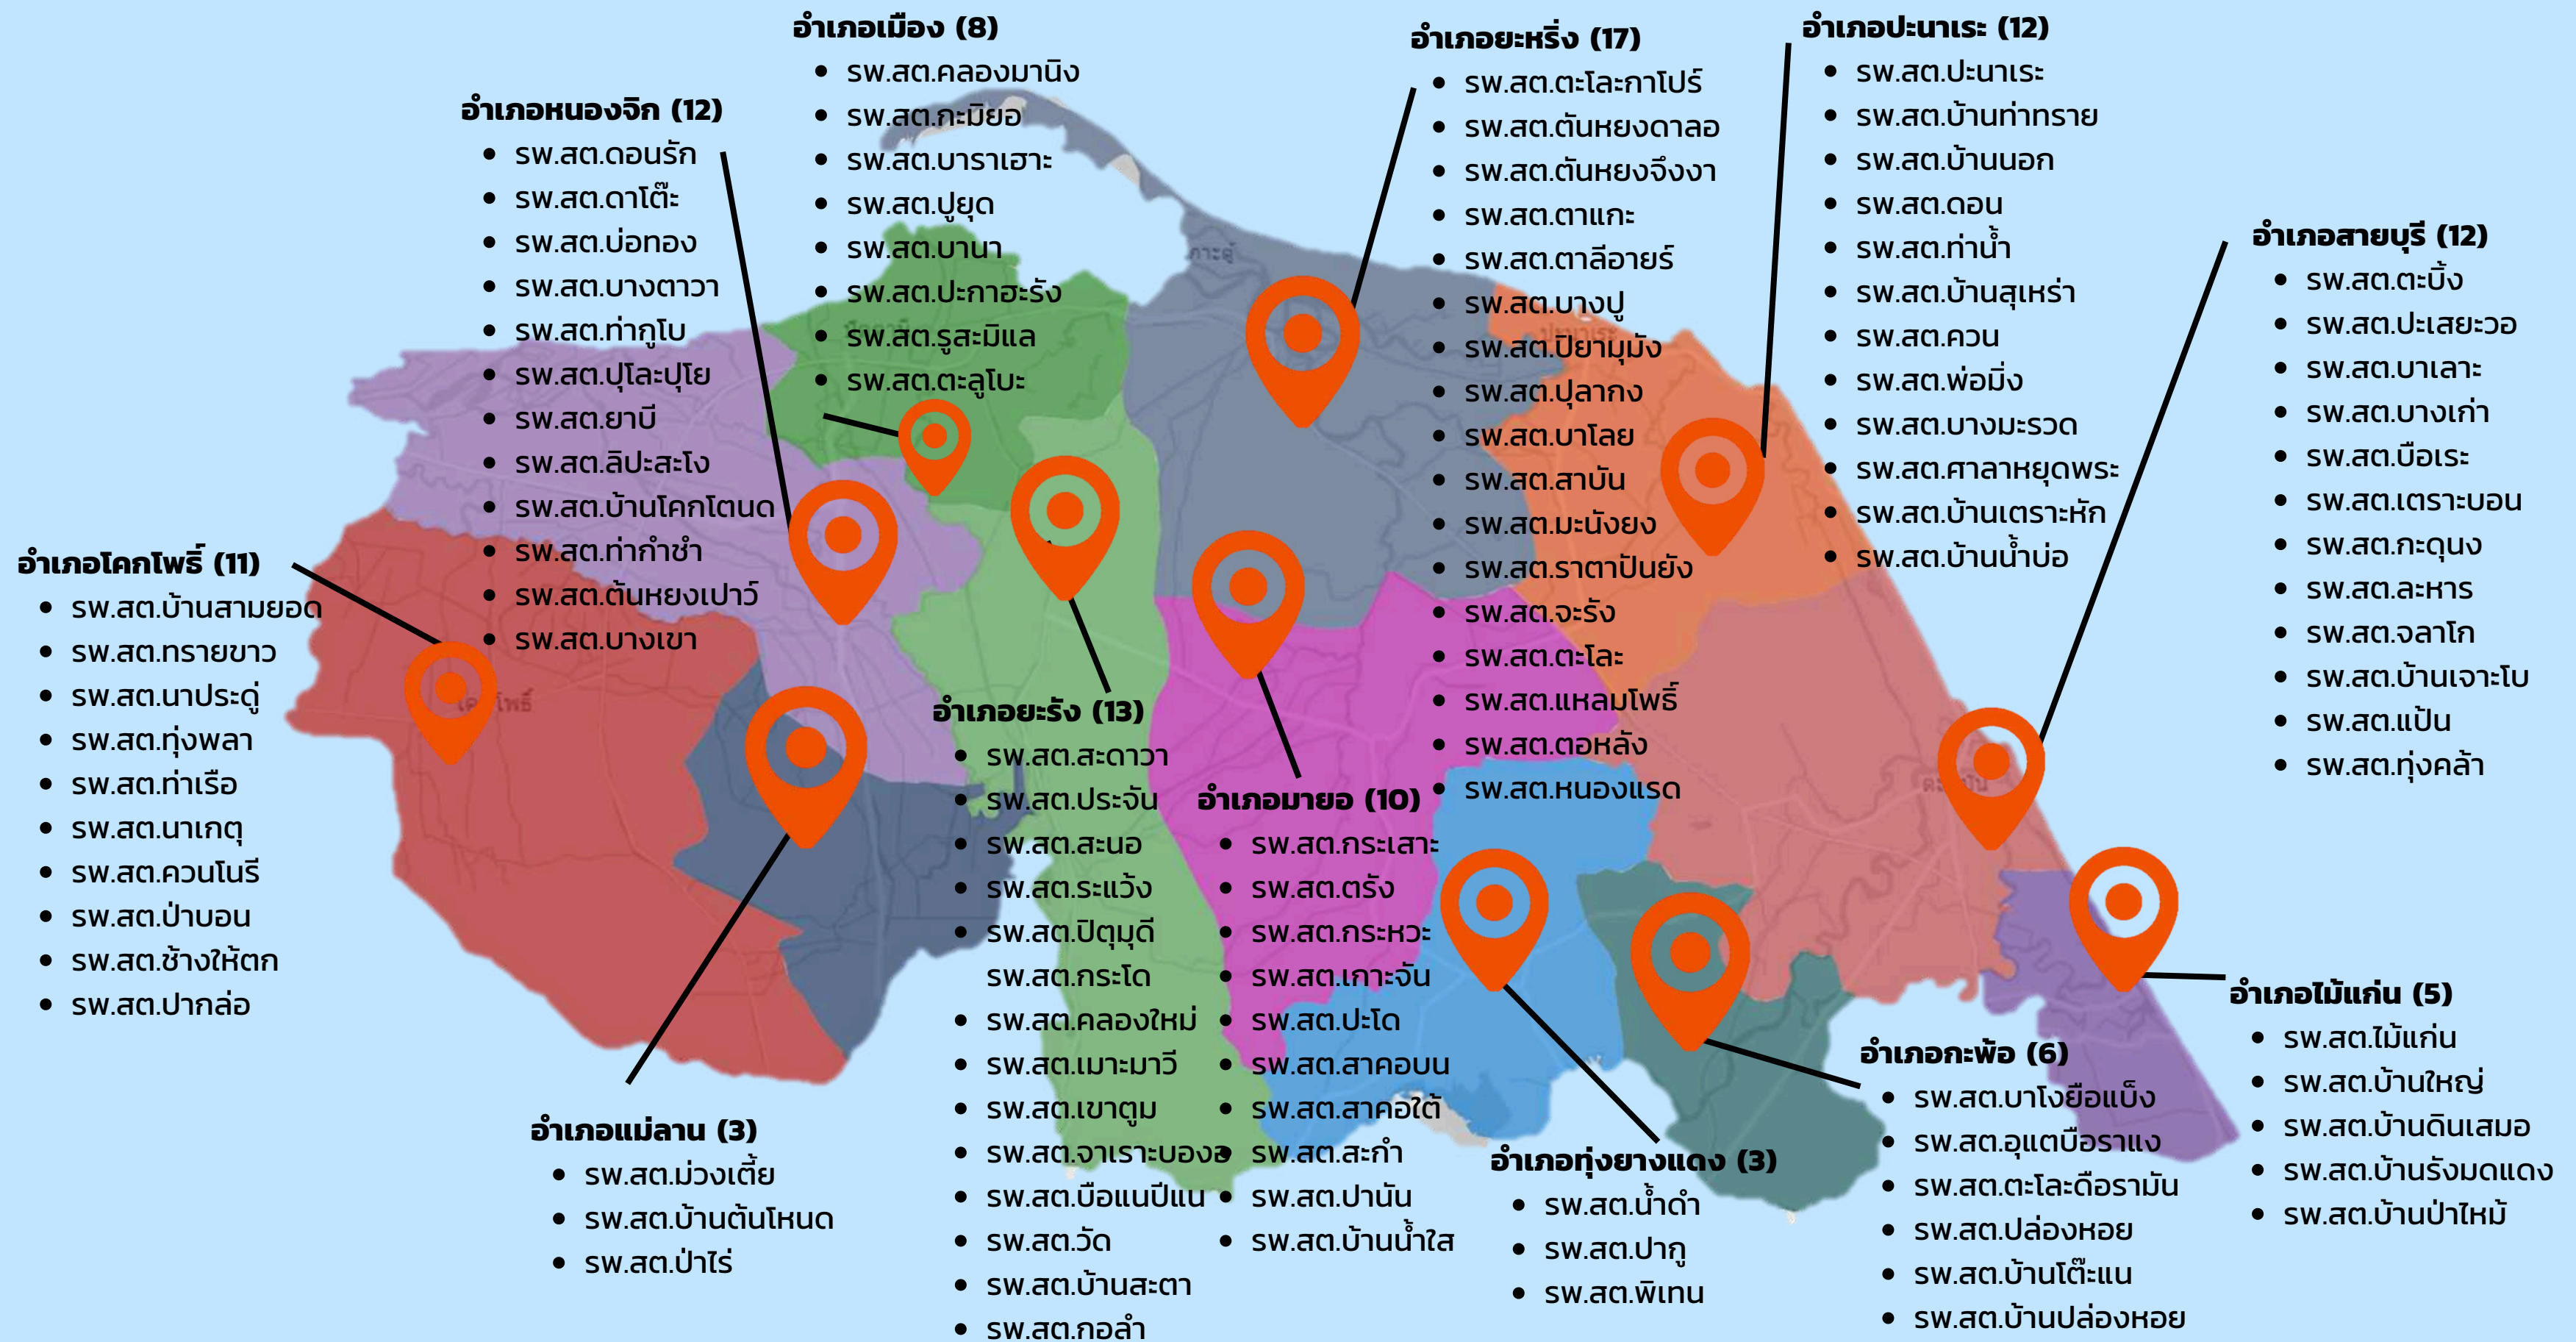 อำเภอเมือง (8)
รพ.สต.คลองมานิง
รพ.สต.กะมิยอ
รพ.สต.บาราเฮาะ
รพ.สต.ปูยุด
รพ.สต.บานา
รพ.สต.ปะกาฮะรัง
รพ.สต.รูสะมิแล
รพ.สต.ตะลูโบะ
อำเภอหนองจิก (12)
รพ.สต.ดอนรัก
รพ.สต.ดาโต๊ะ
รพ.สต.บ่อทอง
รพ.สต.บางตาวา
รพ.สต.ท่ากูโบ
รพ.สต.ปุโละปุโย
รพ.สต.ยาบี
รพ.สต.ลิปะสะโง
รพ.สต.บ้านโคกโตนด
รพ.สต.ท่ากำชำ
รพ.สต.ต้นหยงเปาว์
รพ.สต.บางเขา
อำเภอยะหริ่ง (17)
รพ.สต.ตะโละกาโปร์
รพ.สต.ตันหยงดาลอ
รพ.สต.ตันหยงจึงงา
รพ.สต.ตาแกะ
รพ.สต.ตาลีอายร์
รพ.สต.บางปู
รพ.สต.ปิยามุมัง
รพ.สต.ปุลากง
รพ.สต.บาโลย
รพ.สต.สาบัน
รพ.สต.มะนังยง
รพ.สต.ราตาปันยัง
รพ.สต.จะรัง
รพ.สต.ตะโละ
รพ.สต.แหลมโพธิ์
รพ.สต.ตอหลัง
รพ.สต.หนองแรด
อำเภอปะนาเระ (12)
รพ.สต.ปะนาเระ
รพ.สต.บ้านท่าทราย
รพ.สต.บ้านนอก
รพ.สต.ดอน
รพ.สต.ท่าน้ำ
รพ.สต.บ้านสุเหร่า
รพ.สต.ควน
รพ.สต.พ่อมิ่ง
รพ.สต.บางมะรวด
รพ.สต.ศาลาหยุดพระ
รพ.สต.บ้านเตราะหัก
รพ.สต.บ้านน้ำบ่อ
อำเภอสายบุรี (12)
รพ.สต.ตะบิ้ง
รพ.สต.ปะเสยะวอ
รพ.สต.บาเลาะ
รพ.สต.บางเก่า
รพ.สต.บือเระ
รพ.สต.เตราะบอน
รพ.สต.กะดุนง
รพ.สต.ละหาร
รพ.สต.จลาโก
รพ.สต.บ้านเจาะโบ
รพ.สต.แป้น
รพ.สต.ทุ่งคล้า
อำเภอโคกโพธิ์ (11)
รพ.สต.บ้านสามยอด
รพ.สต.ทรายขาว
รพ.สต.นาประดู่
รพ.สต.ทุ่งพลา
รพ.สต.ท่าเรือ
รพ.สต.นาเกตุ
รพ.สต.ควนโนรี
รพ.สต.ป่าบอน
รพ.สต.ช้างให้ตก
รพ.สต.ปากล่อ
อำเภอแม่ลาน (3)
รพ.สต.ม่วงเตี้ย
รพ.สต.บ้านต้นโหนด
รพ.สต.ป่าไร่
อำเภอยะรัง (13)
รพ.สต.สะดาวา
รพ.สต.ประจัน
รพ.สต.สะนอ
รพ.สต.ระแว้ง
รพ.สต.ปิตุมุดี
รพ.สต.กระโด
รพ.สต.คลองใหม่
รพ.สต.เมาะมาวี
รพ.สต.เขาตูม
รพ.สต.จาเราะบองอ
รพ.สต.บือแนปีแน
รพ.สต.วัด
รพ.สต.บ้านสะตา
รพ.สต.กอลำ
อำเภอมายอ (10)
รพ.สต.กระเสาะ
รพ.สต.ตรัง
รพ.สต.กระหวะ
รพ.สต.เกาะจัน
รพ.สต.ปะโด
รพ.สต.สาคอบน
รพ.สต.สาคอใต้
รพ.สต.สะกำ
รพ.สต.ปานัน
รพ.สต.บ้านน้ำใส
อำเภอทุ่งยางแดง (3)
รพ.สต.น้ำดำ
รพ.สต.ปากู
รพ.สต.พิเทน
อำเภอกะพ้อ (6)
รพ.สต.บาโงยือแบ็ง
รพ.สต.อุแตบือราแง
รพ.สต.ตะโละดือรามัน
รพ.สต.ปล่องหอย
รพ.สต.บ้านโต๊ะแน
รพ.สต.บ้านปล่องหอย
อำเภอไม้แก่น (5)
รพ.สต.ไม้แก่น
รพ.สต.บ้านใหญ่
รพ.สต.บ้านดินเสมอ
รพ.สต.บ้านรังมดแดง
รพ.สต.บ้านป่าไหม้